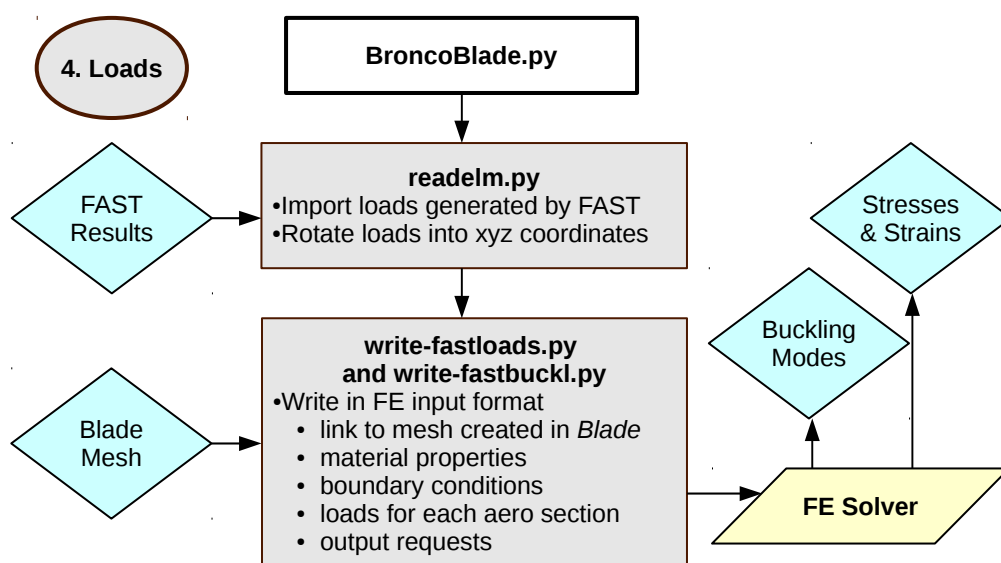 4. Loads
BroncoBlade.py
FAST
Results
readelm.py
•Import loads generated by FAST
•Rotate loads into xyz coordinates
Stresses
& Strains
Buckling
Modes
Blade
Mesh
write-fastloads.py
and write-fastbuckl.py
•Write in FE input format
• link to mesh created in Blade
• material properties
• boundary conditions
• loads for each aero section
• output requests
FE Solver